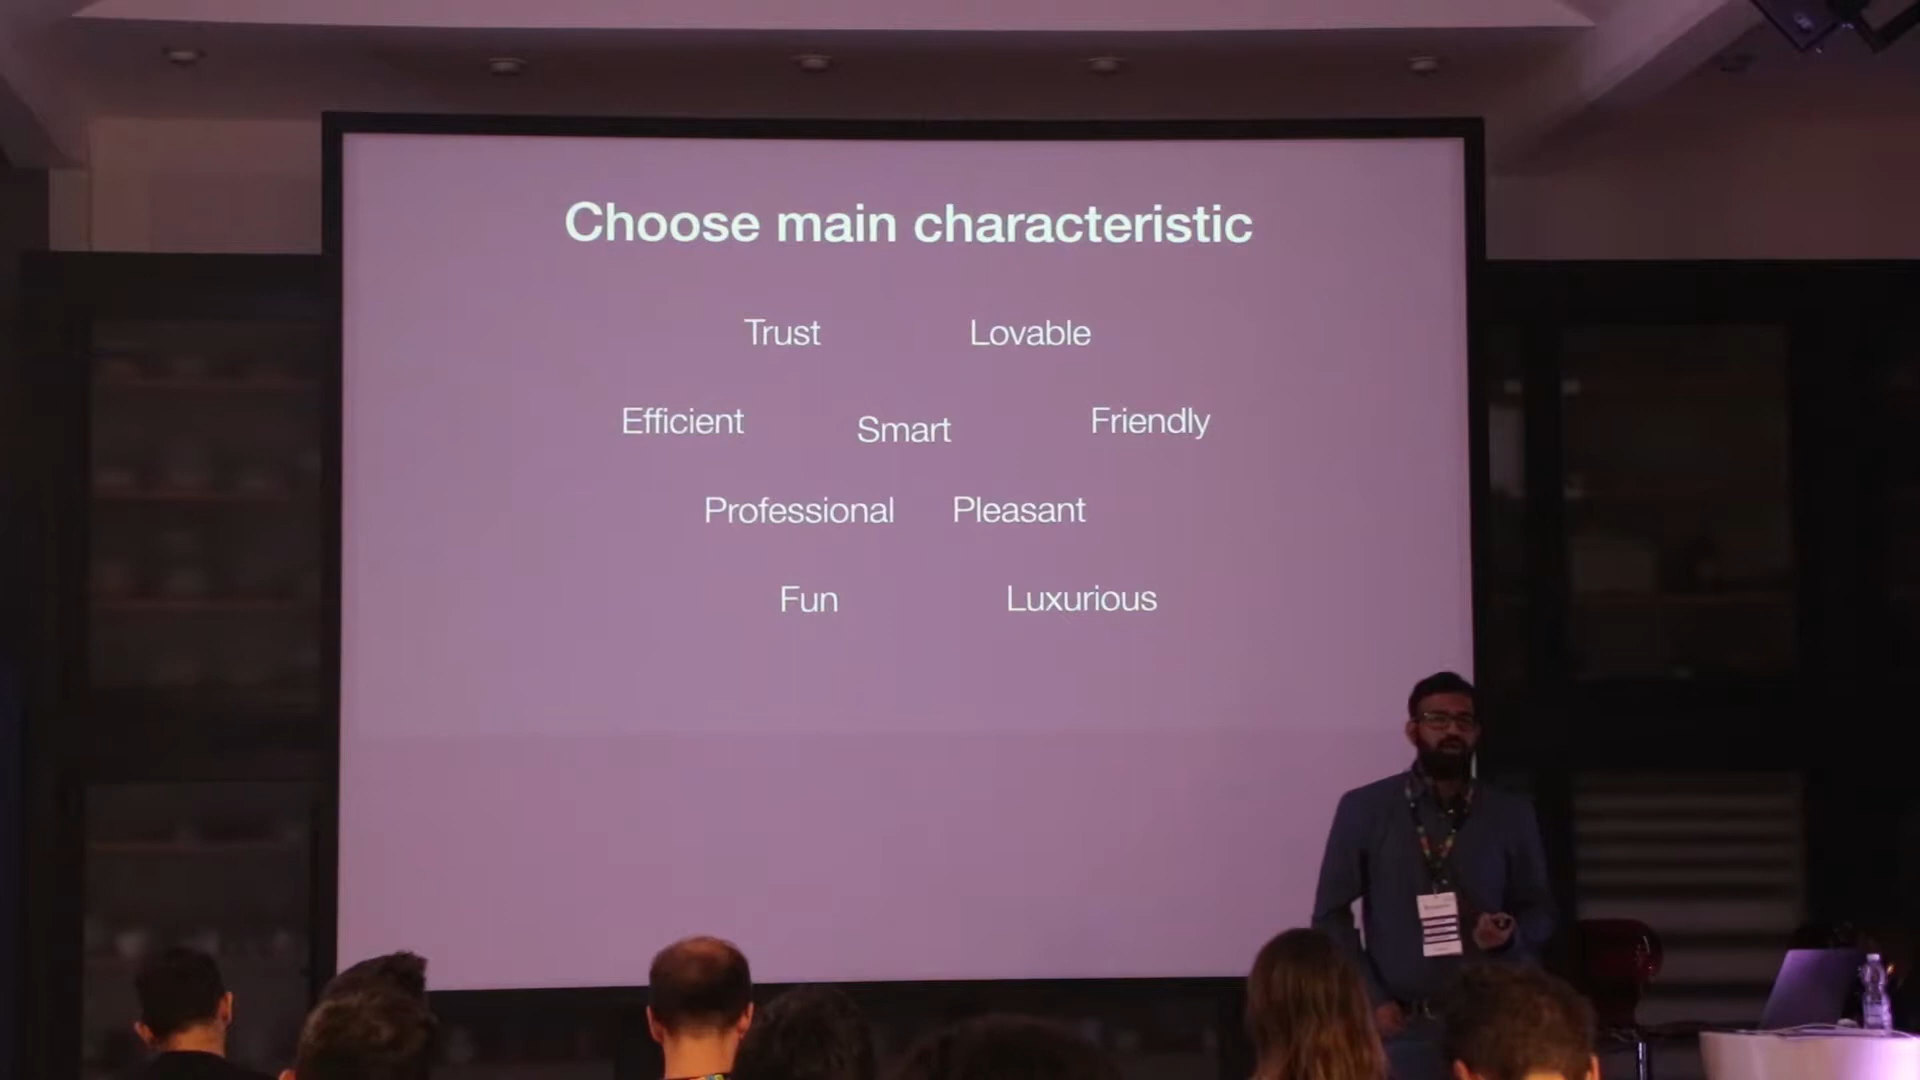 Choose main characteristic
Trust Lovable
Efficient Smart Friendly
Professional Pleasant
Fun Luxurious